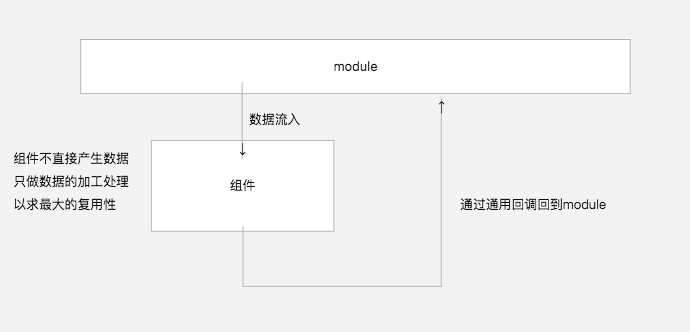 module
数据流入
组件不直接产生数据
只做数据的加工处理
以求最大的复用性
组件
通过通用回调回到module